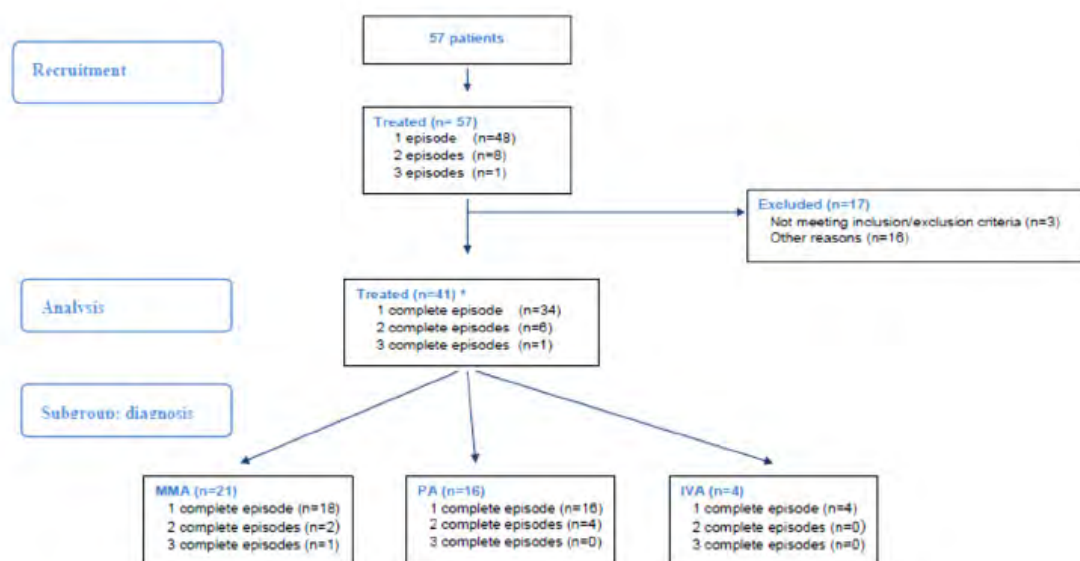 57 patients
Recruitment
Treated (n= 57)
1 episode (n=48)
2 episodes (n=8)
3 episodes (n=1)
Excluded (n=17)
Not meeting inclusion/exclusion criteria (n=3)
Other reasons (n=16)
Analysis
Treated (n=41) *
1 complete episode (n=34)
2 complete episodes (n=6)
3 complete episodes (n=1)
Subgroup: diagnosis
MMA (n=21)
1 complete episode (n=18)
2 complete episodes (n=2)
3 complete episodes (n=1)
PA (n=16)
1 complete episode (n=16)
2 complete episodes (n=4)
3 complete episodes (n=0)
IVA (n=4)
1 complete episode (n=4)
2 complete episodes (n=0)
3 complete episodes (n=0)